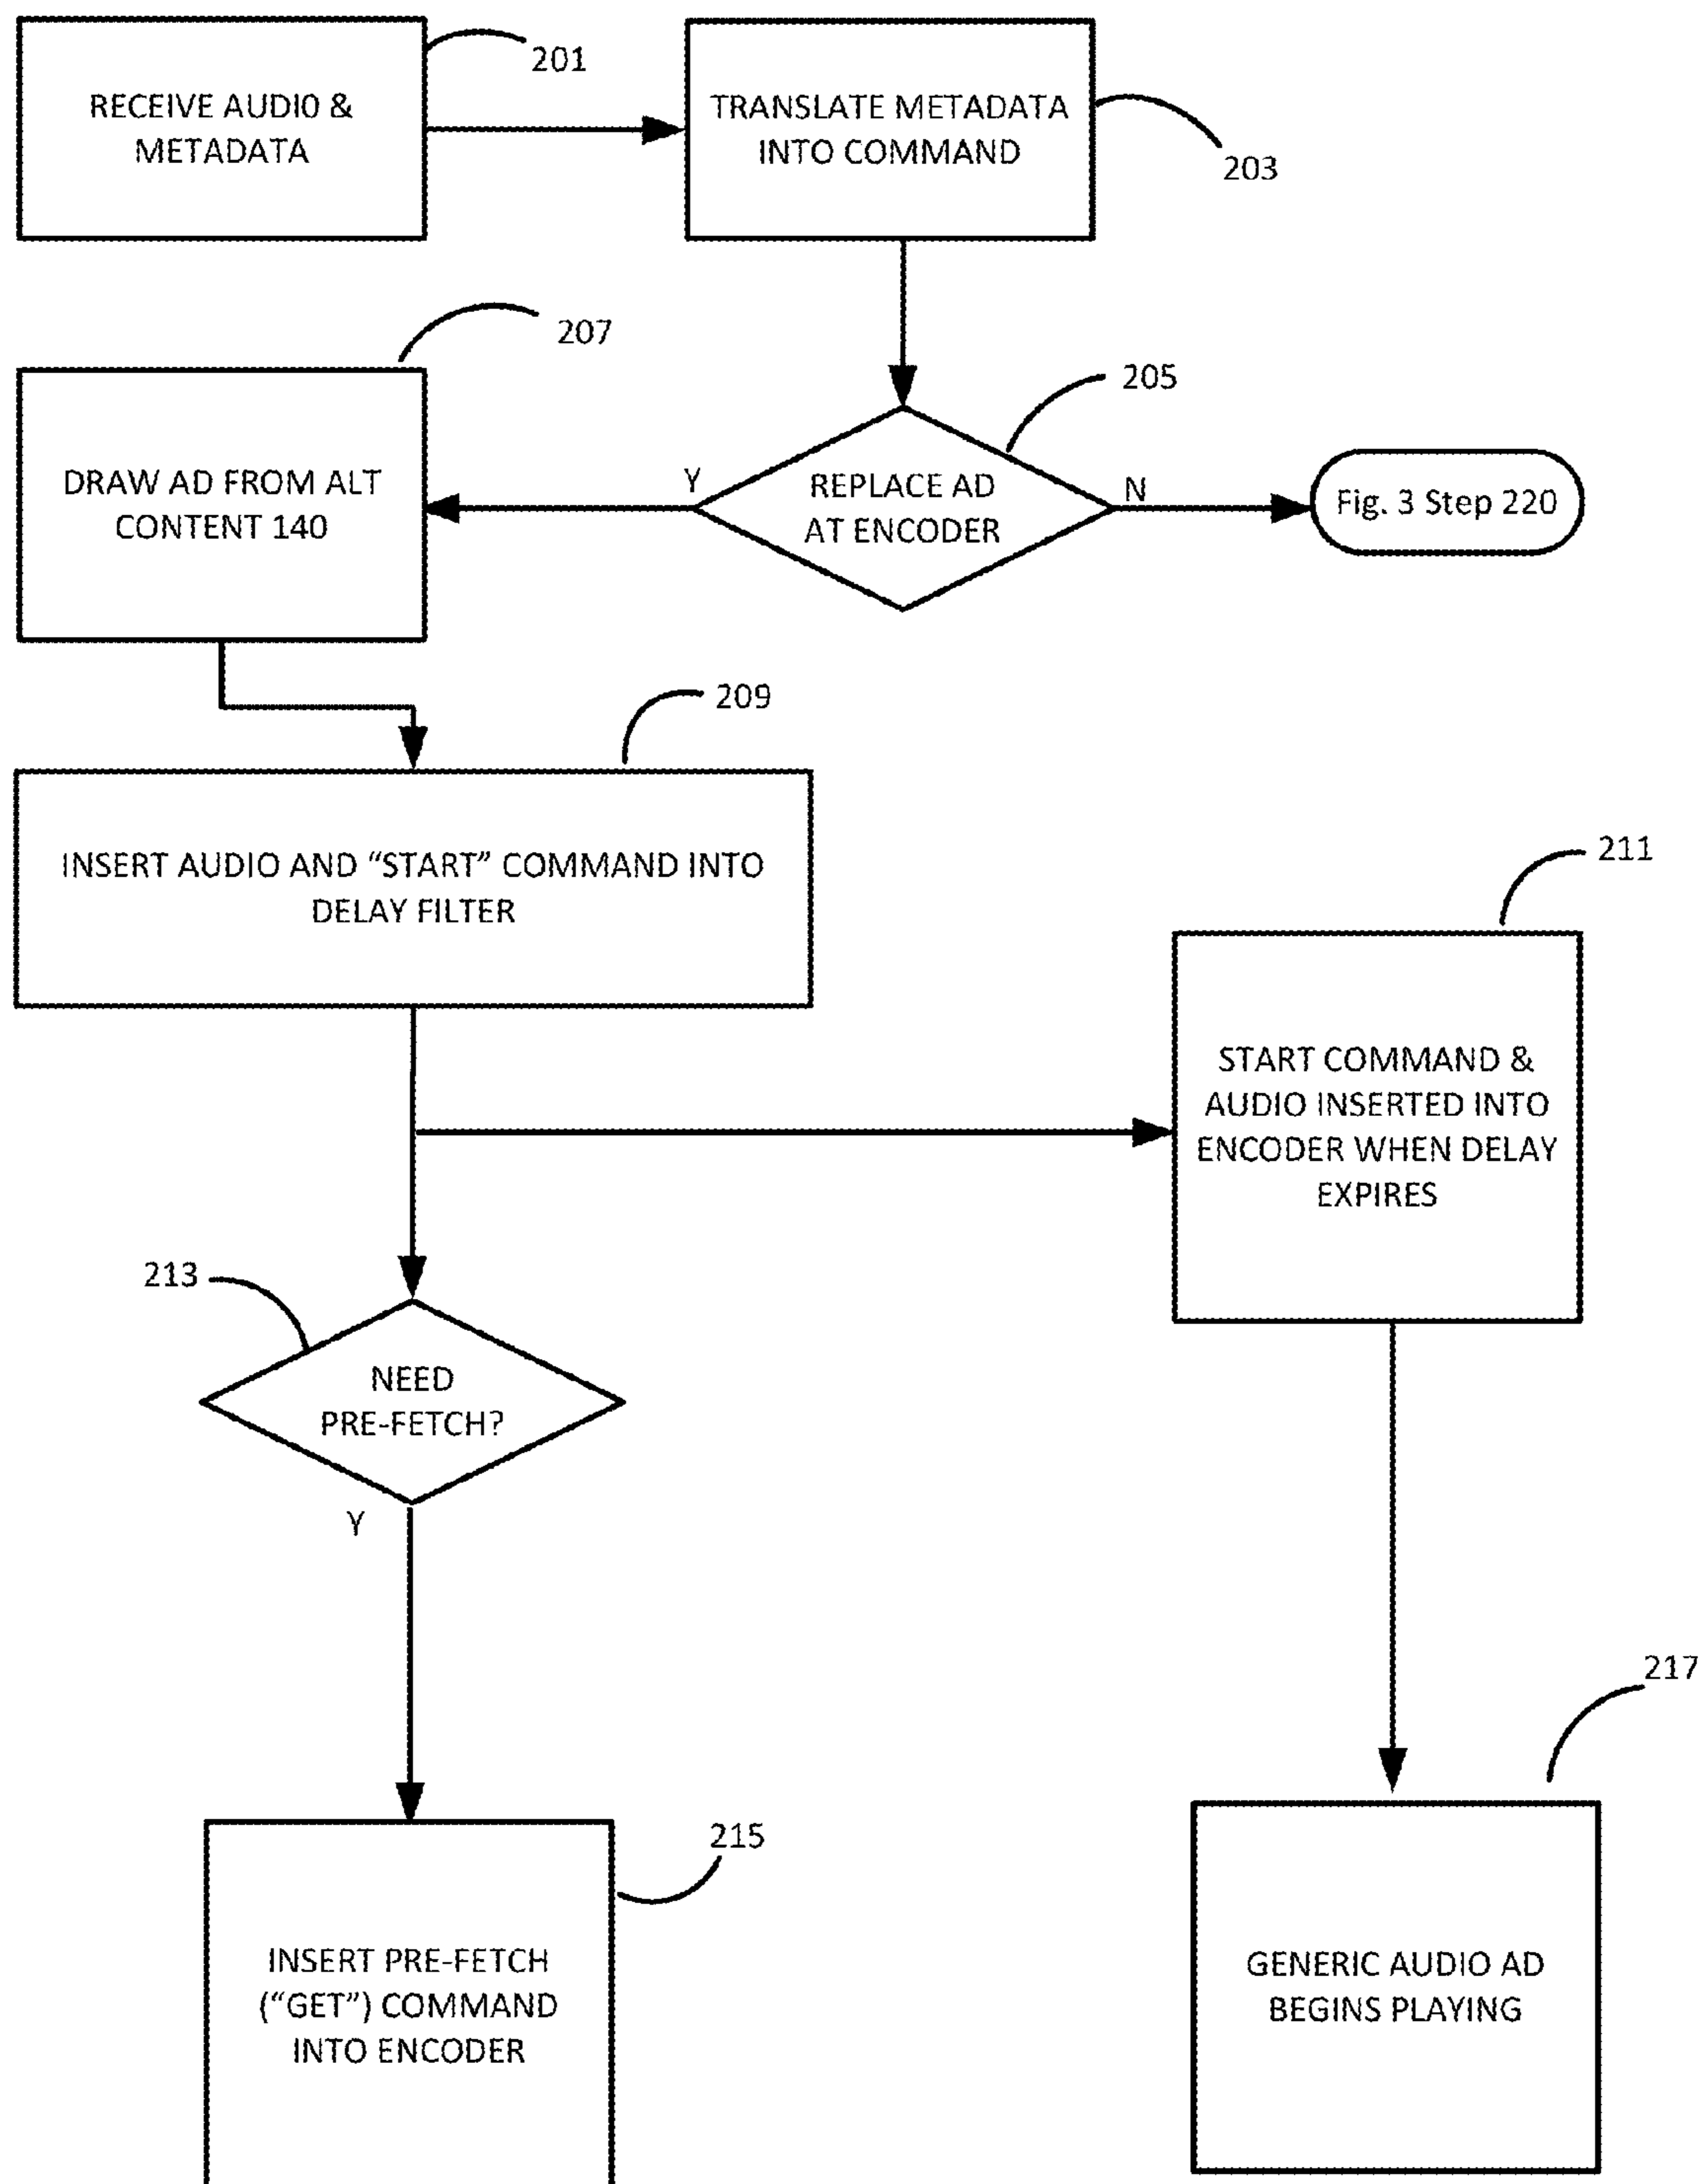 RECEIVE AUDIO &
METADATA
201
TRANSLATE METADATA
INTO COMMAND
203
207
DRAW AD FROM ALT
CONTENT 140
205
Y
REPLACE AD
AT ENCODER
N
Fig. 3 Step 220
209
INSERT AUDIO AND “START” COMMAND INTO
DELAY FILTER
211
START COMMAND &
AUDIO INSERTED INTO
ENCODER WHEN DELAY
EXPIRES
213
NEED
PRE-FETCH?
Y
215
INSERT PRE-FETCH
(“GET”) COMMAND
INTO ENCODER
217
GENERIC AUDIO AD
BEGINS PLAYING